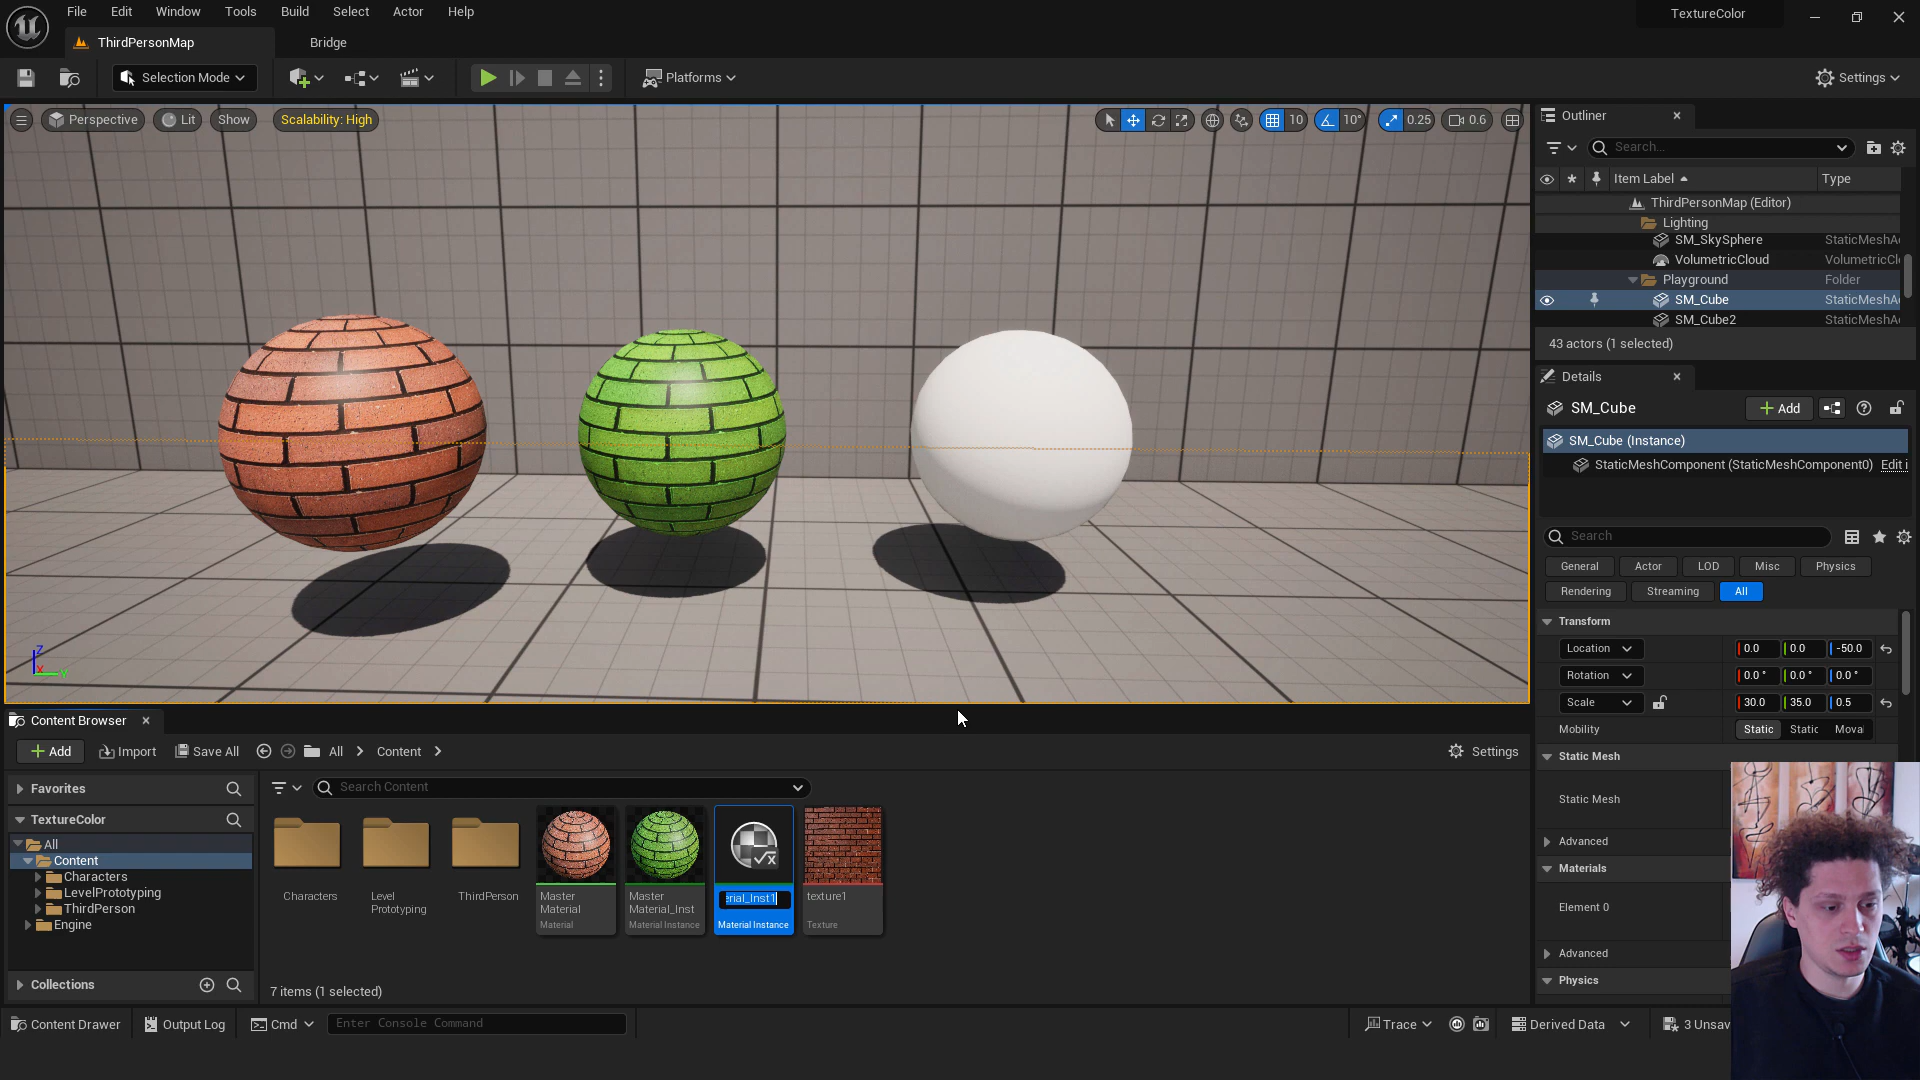 File Edit Window Tools Build Select Actor Help
TextureColor
ThirdPersonMap
Bridge
Selection Mode
Platforms
Settings
Perspective
Lit
Show
Scalability: High
10
10°
0.25
0.6
Outliner
Search...
Item Label
Type
ThirdPersonMap (Editor)
Lighting
SM_SkySphere
StaticMeshA
VolumetricCloud
VolumetricCl
Playground
Folder
SM_Cube
StaticMeshA
SM_Cube2
StaticMeshA
43 actors (1 selected)
Details
SM_Cube
Add
SM_Cube (Instance)
StaticMeshComponent (StaticMeshComponent0)
Edit i
Search
General
Actor
LOD
Misc
Physics
Rendering
Streaming
All
Transform
Location
0.0
0.0
-50.0
Rotation
0.0 °
0.0 °
0.0 °
Scale
30.0
35.0
0.5
Mobility
Static
Static
Moval
Static Mesh
Static Mesh
Advanced
Materials
Element 0
Advanced
Physics
Z
X
Y
Content Browser
Add
Import
Save All
All
Content
Settings
Favorites
TextureColor
All
Content
Characters
LevelPrototyping
ThirdPerson
Engine
Collections
Search Content
Characters
Level
Prototyping
ThirdPerson
Master
Material
Material
Master
Material_Inst
Material Instance
erial_Inst1
Material Instance
texture1
Texture
7 items (1 selected)
Content Drawer
Output Log
Cmd
Enter Console Command
Trace
Derived Data
3 Unsav